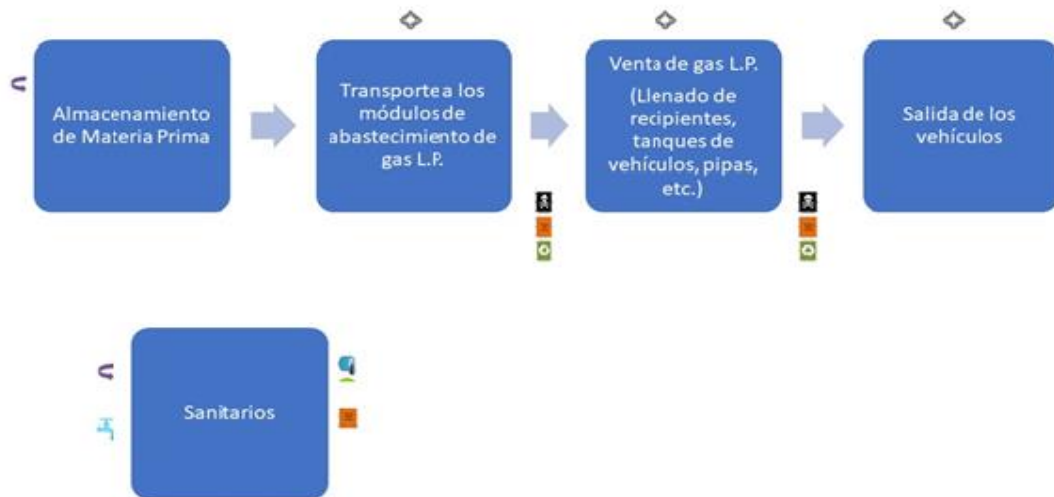 Almacenamiento
de Materia Prima
Transporte a los
módulos de
abastecimiento de
gas L.P.
Venta de gas L.P.
(Llenado de
recipientes,
tanques de
vehículos, pipas,
etc.)
Salida de los
vehículos
Sanitarios